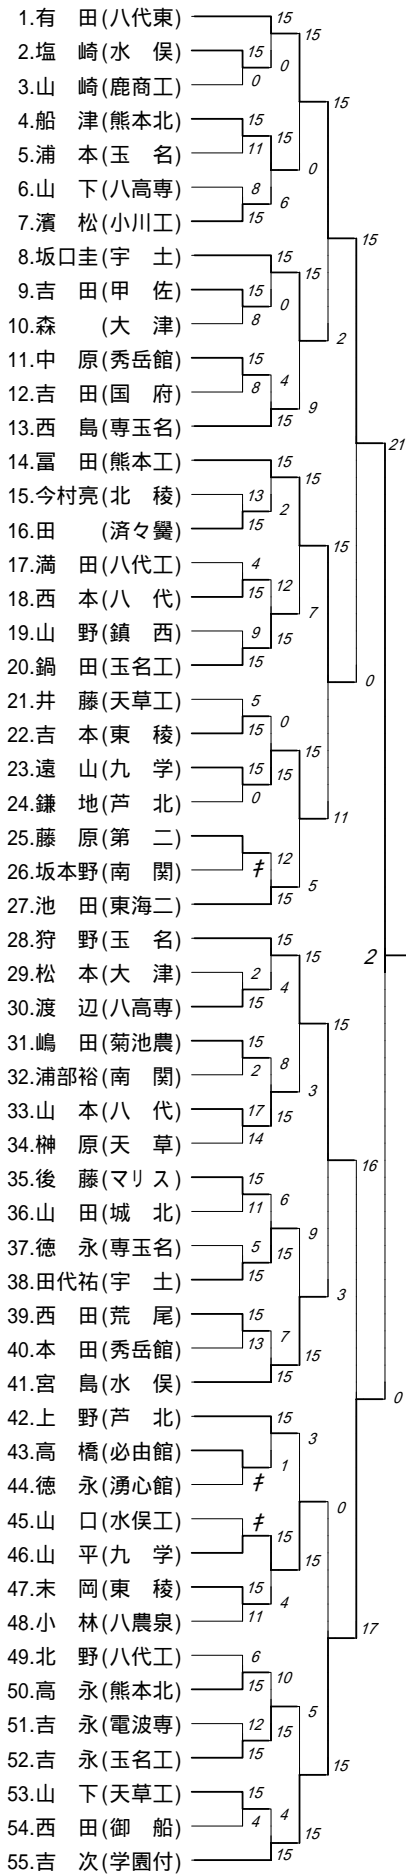 1.有　田(八代東)
15
15
2.塩　崎(水　俣)
15
0
3.山　崎(鹿商工)
0
15
4.船　津(熊本北)
15
15
5.浦　本(玉　名)
11
0
6.山　下(八高専)
8
6
7.濱　松(小川工)
15
15
8.坂口圭(宇　土)
15
15
9.吉　田(甲　佐)
15
0
10.森　　(大　津)
8
2
11.中　原(秀岳館)
15
4
12.吉　田(国　府)
8
9
13.西　島(専玉名)
15
21
14.冨　田(熊本工)
15
15
15.今村亮(北　稜)
13
2
16.田　　(済々黌)
15
15
17.満　田(八代工)
4
12
18.西　本(八　代)
15
7
19.山　野(鎮　西)
9
15
20.鍋　田(玉名工)
15
0
21.井　藤(天草工)
5
0
22.吉　本(東　稜)
15
15
23.遠　山(九　学)
15
15
24.鎌　地(芦　北)
0
11
25.藤　原(第　二)
12
26.坂本野(南　関)
キ
5
27.池　田(東海二)
15
28.狩　野(玉　名)
15
15
2
29.松　本(大　津)
2
4
30.渡　辺(八高専)
15
15
31.嶋　田(菊池農)
15
8
32.浦部裕(南　関)
2
3
33.山　本(八　代)
17
15
34.榊　原(天　草)
14
16
35.後　藤(マリス)
15
6
36.山　田(城　北)
11
9
37.徳　永(専玉名)
5
15
38.田代祐(宇　土)
15
3
39.西　田(荒　尾)
15
7
40.本　田(秀岳館)
13
15
41.宮　島(水　俣)
15
0
42.上　野(芦　北)
15
3
43.高　橋(必由館)
1
44.徳　永(湧心館)
キ
0
45.山　口(水俣工)
キ
15
46.山　平(九　学)
15
47.末　岡(東　稜)
15
4
48.小　林(八農泉)
11
17
49.北　野(八代工)
6
10
50.高　永(熊本北)
15
5
51.吉　永(電波専)
12
15
52.吉　永(玉名工)
15
15
53.山　下(天草工)
15
4
54.西　田(御　船)
4
15
55.吉　次(学園付)
15